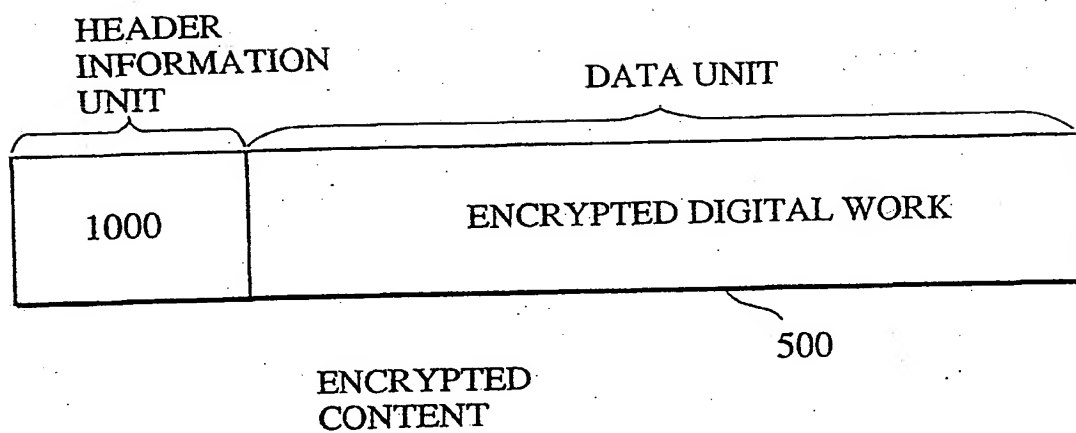 HEADER
INFORMATION
UNIT
DATA UNIT
1000
ENCRYPTED DIGITAL WORK
500
ENCRYPTED
CONTENT